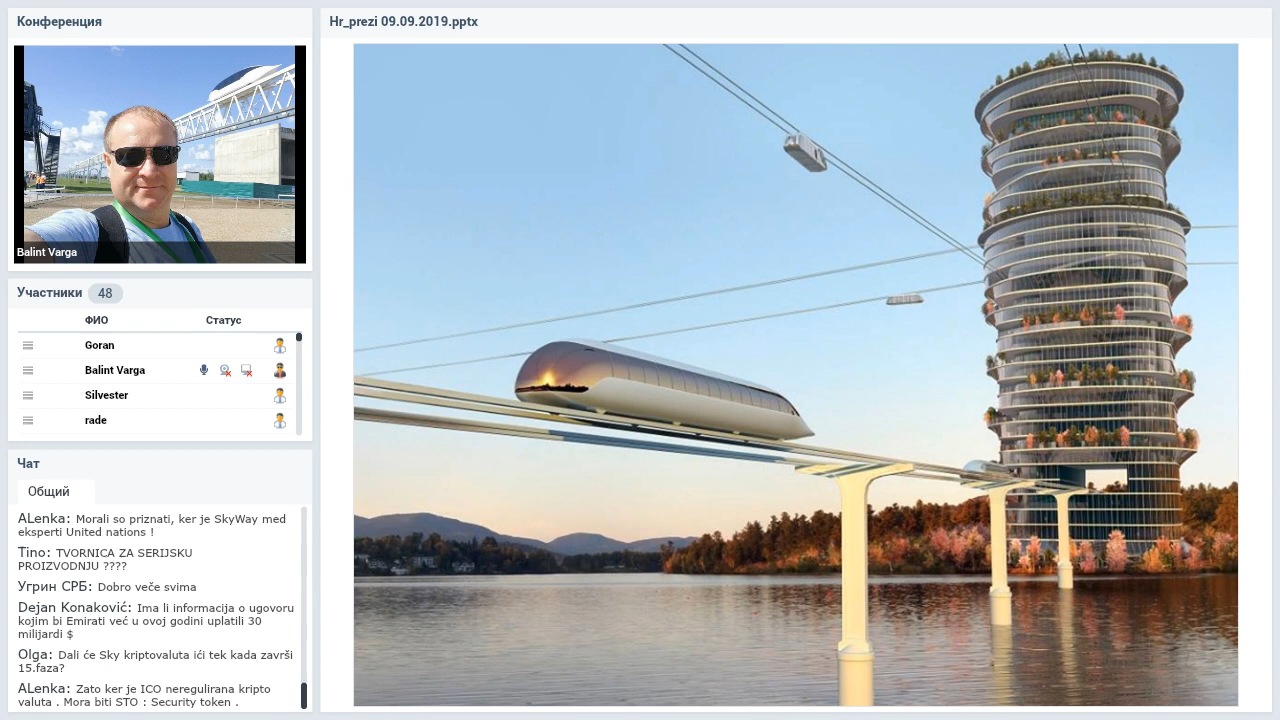 Конференция
Balint Varga
Участники 48
ФИО Статус
Goran
Balint Varga
Silvester
rade
Чат
Общий
ALenka: Morali so priznati, ker je SkyWay med
eksperti United nations !
Tino: TVORNICA ZA SERIJSKU
PROIZVODNJU ????
Угрин СРБ: Dobro veče svima
Dejan Konaković: Ima li informacija o ugovoru
kojim bi Emirati već u ovoj godini uplatili 30
milijardi $
Olga: Dali će Sky kriptovaluta ići tek kada završi
15.faza?
ALenka: Zato ker je ICO neregulirana kripto
valuta . Mora biti STO : Security token .
Hr_prezi 09.09.2019.pptx